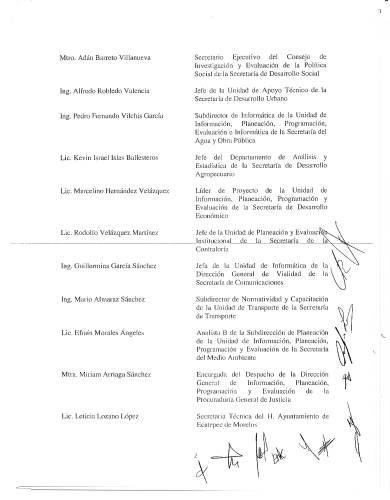 Mtro. Adán Barreto Villanueva
Secretario Ejecutivo del Consejo de
Investigación y Evaluación de la Política
Social de la Secretaría de Desarrollo Social
Ing. Alfredo Robledo Valencia
Jefe de la Unidad de Apoyo Técnico de la
Secretaría de Desarrollo Urbano
Ing. Pedro Fernando Vilchis García
Subdirector de Informática de la Unidad de
Información, Planeación, Programación,
Evaluación e Informática de la Secretaría del
Agua y Obra Pública
Lic. Kevin Israel Islas Ballesteros
Jefe del Departamento de Análisis y
Estadística de la Secretaría de Desarrollo
Agropecuario
Lic. Marcelino Hernández Velázquez
Líder de Proyecto de la Unidad de
Información, Planeación, Programación y
Evaluación de la Secretaría de Desarrollo
Económico
Lic. Rodolfo Velázquez Martínez
Jefe de la Unidad de Planeación y Evaluación
Institucional de la Secretaría de la
Contraloría
Ing. Guillermina García Sánchez
Jefa de la Unidad de Informática de la
Dirección General de Vialidad de la
Secretaría de Comunicaciones
Ing. Mario Almaraz Sánchez
Subdirector de Normatividad y Capacitación
de la Unidad de Transporte de la Secretaría
de Transporte
Lic. Efraín Morales Ángeles
Analista B de la Subdirección de Planeación
de la Unidad de Información, Planeación,
Programación y Evaluación de la Secretaría
del Medio Ambiente
Mtra. Miriam Arriaga Sánchez
Encargada del Despacho de la Dirección
General de Información, Planeación,
Programación y Evaluación de la
Procuraduría General de Justicia
Lic. Leticia Lozano López
Secretaria Técnica del H. Ayuntamiento de
Ecatepec de Morelos
2